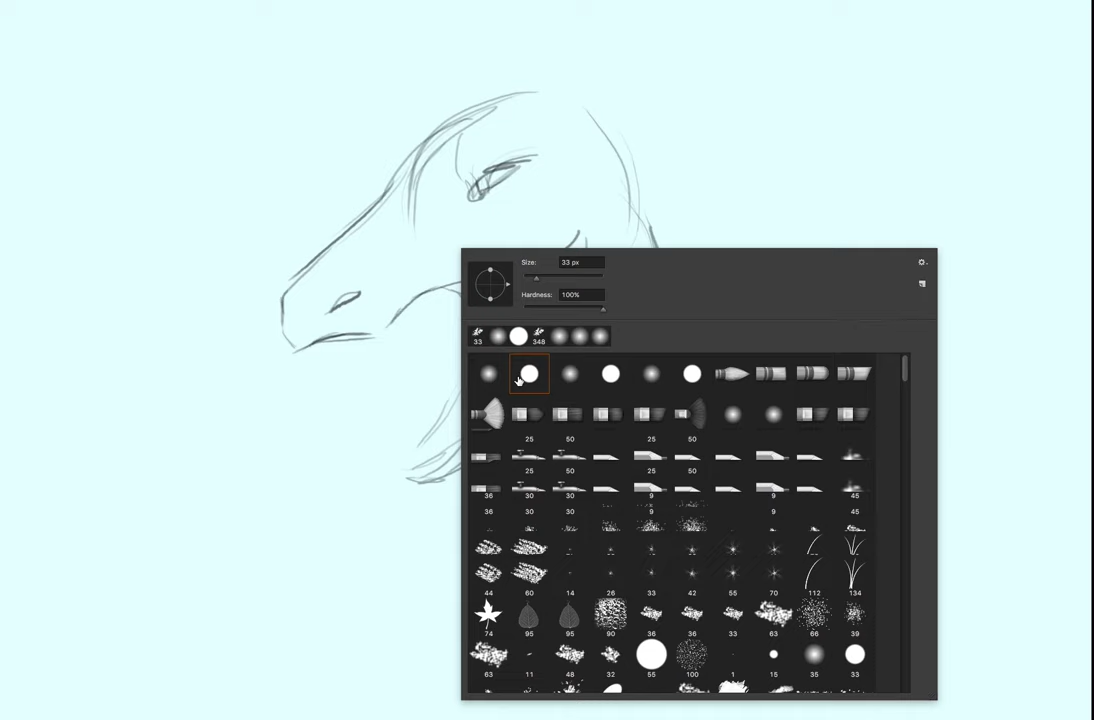 Size: 33 px
Hardness: 100%
33 348
25 50 25 50
25 50 25 50
36 30 30 9 9 45
36 30 30 9 9 45
44 60 14 26 33 42 55 70 112 134
74 95 95 90 36 36 33 63 66 39
63 11 48 32 55 100 1 15 35 33